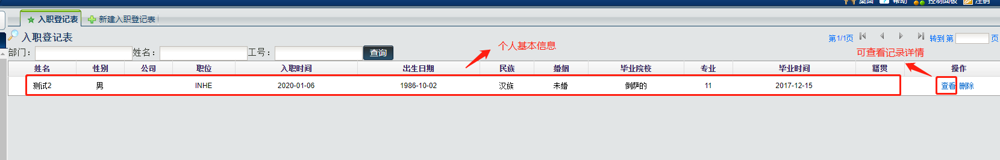 桌面 帮助 控制面板 注销
入职登记表 新建入职登记表
入职登记表 第1/1页 转到 第 页
部门： 姓名： 工号： 查询 个人基本信息 可查看记录详情
姓名 性别 公司 职位 入职时间 出生日期 民族 婚姻 毕业院校 专业 毕业时间 籍贯 操作
测试2 男 INHE 2020-01-06 1986-10-02 汉族 未婚 倒萨的 11 2017-12-15 查看 删除